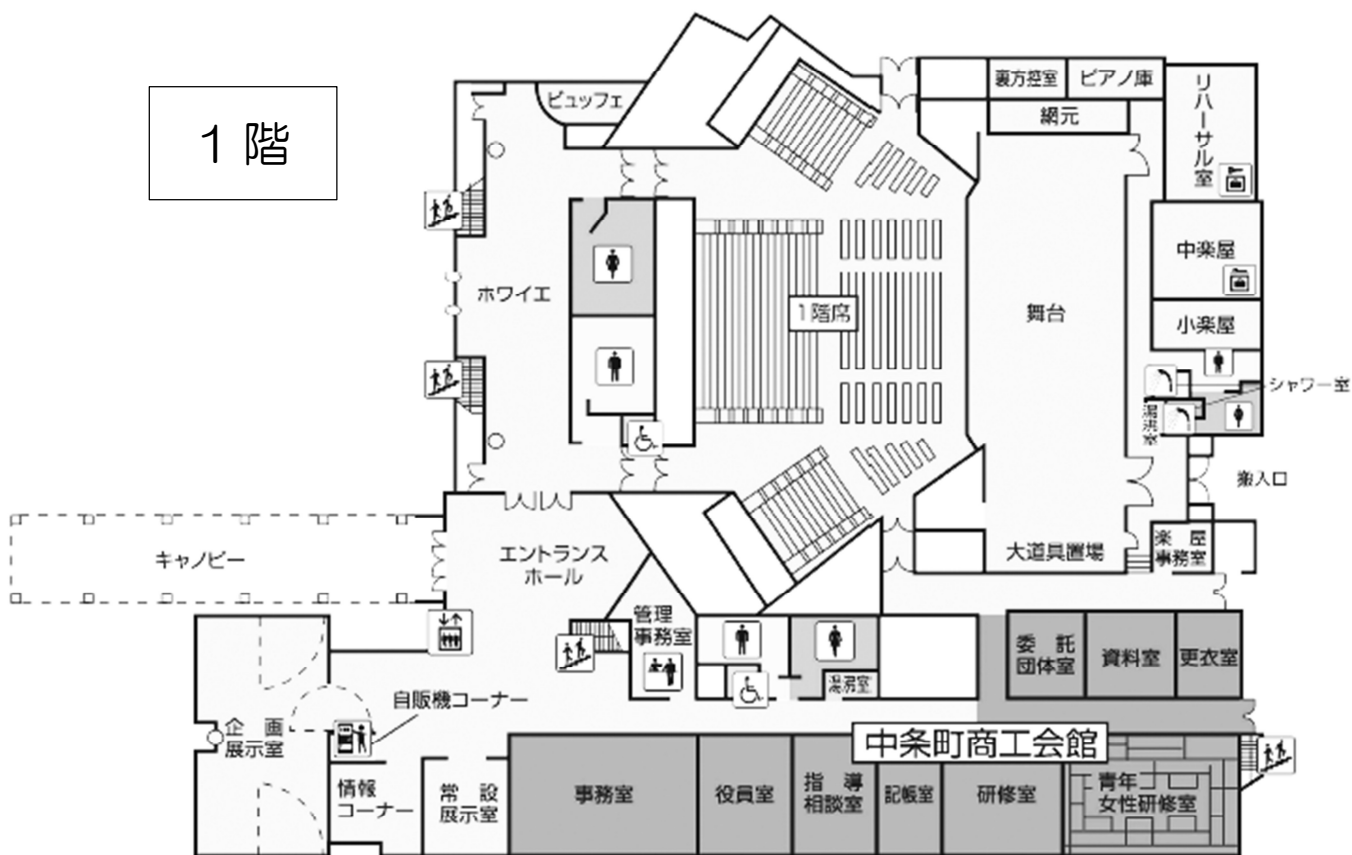 1階
ビュッフェ
裏方控室
ピアノ庫
網元
リハーサル室
中楽屋
ホワイエ
1階席
舞台
小楽屋
シャワー室
湯沸室
搬入口
キャノピー
エントランス
ホール
大道具置場
楽屋
事務室
管理
事務室
委託
団体室
資料室
更衣室
湯沸室
自販機コーナー
企画
展示室
中条町商工会館
情報
コーナー
常設
展示室
事務室
役員室
指導
相談室
記帳室
研修室
青年
女性研修室